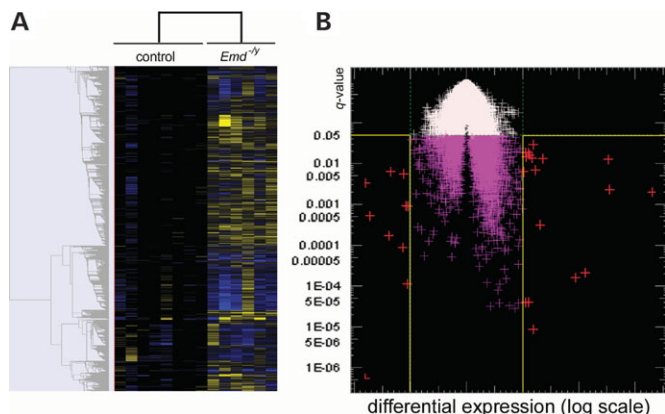 A
control
Emd-/y
B
q-value
0.05
0.01
0.005
0.001
0.0005
0.0001
0.00005
1E-04
5E-05
1E-05
5E-06
1E-06
differential expression (log scale)